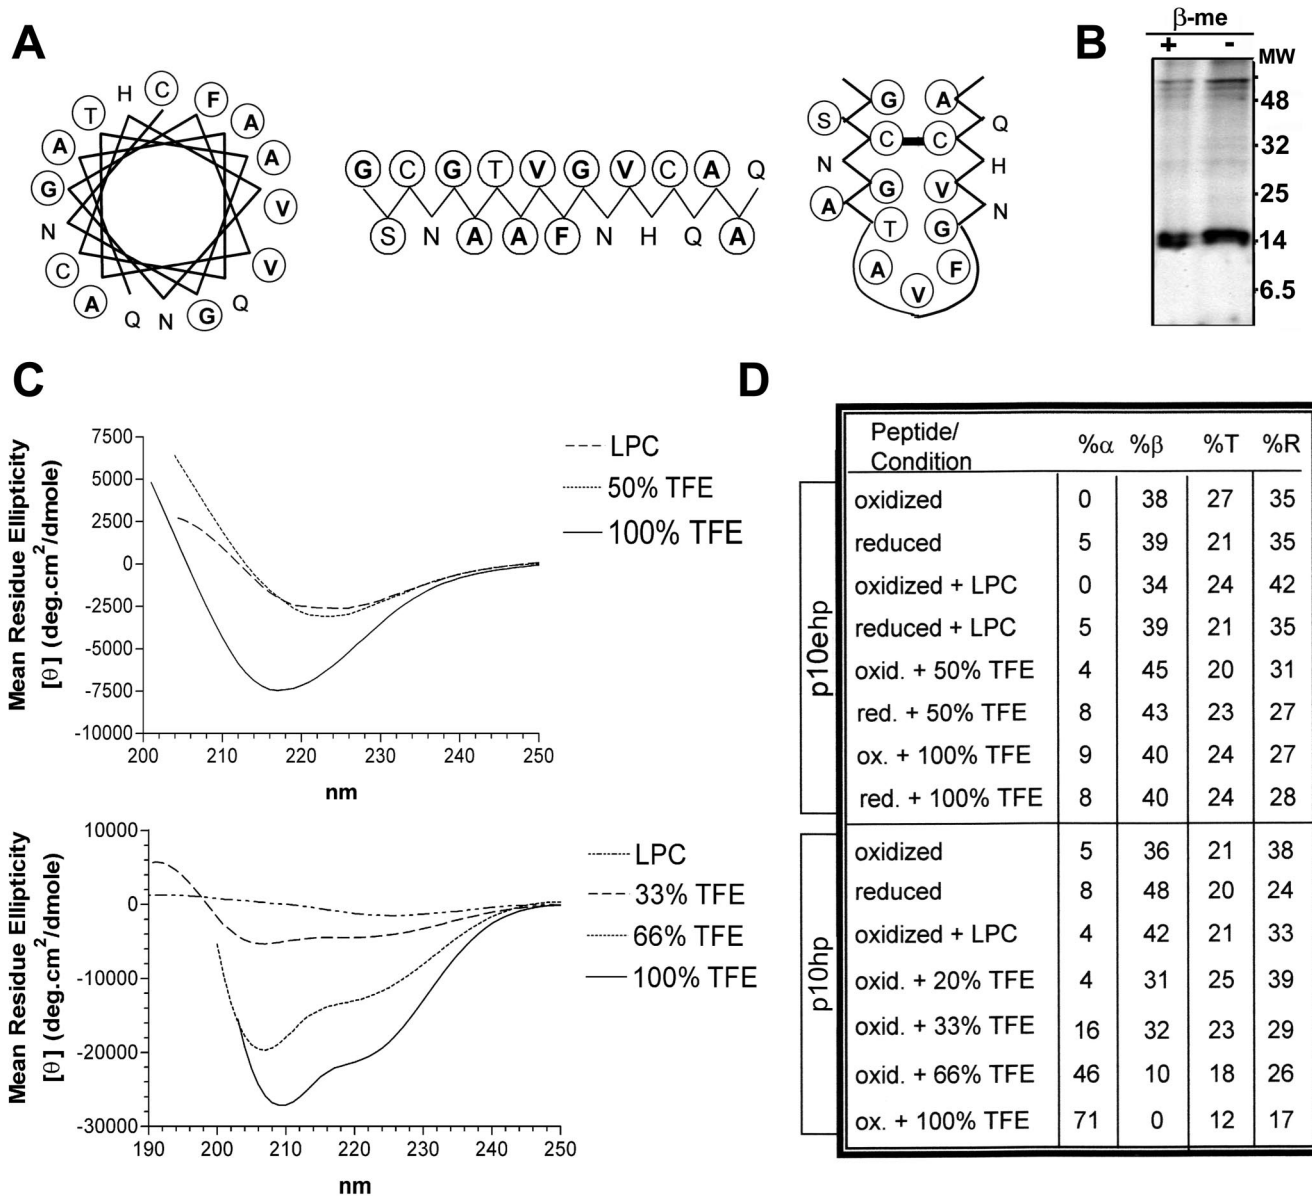 A
H C F
T A
A A
G V
N
C V
A Q N G Q
G C G T V G V C A Q
S N A A F N H Q A
G A
S Q
C C
N H
G V
A N
T G
A F
V
B
β-me
+ -
MW
48
32
25
14
6.5
C
Mean Residue Ellipticity
[θ] (deg.cm²/dmole)
7500
5000
2500
0
-2500
-5000
-7500
-10000
200 210 220 230 240 250
nm
LPC
50% TFE
100% TFE
Mean Residue Ellipticity
[θ] (deg.cm²/dmole)
10000
0
-10000
-20000
-30000
190 200 210 220 230 240 250
nm
LPC
33% TFE
66% TFE
100% TFE
D
Peptide/
Condition %α %β %T %R
p10ehp
oxidized 0 38 27 35
reduced 5 39 21 35
oxidized + LPC 0 34 24 42
reduced + LPC 5 39 21 35
oxid. + 50% TFE 4 45 20 31
red. + 50% TFE 8 43 23 27
ox. + 100% TFE 9 40 24 27
red. + 100% TFE 8 40 24 28
p10hp
oxidized 5 36 21 38
reduced 8 48 20 24
oxidized + LPC 4 42 21 33
oxid. + 20% TFE 4 31 25 39
oxid. + 33% TFE 16 32 23 29
oxid. + 66% TFE 46 10 18 26
ox. + 100% TFE 71 0 12 17